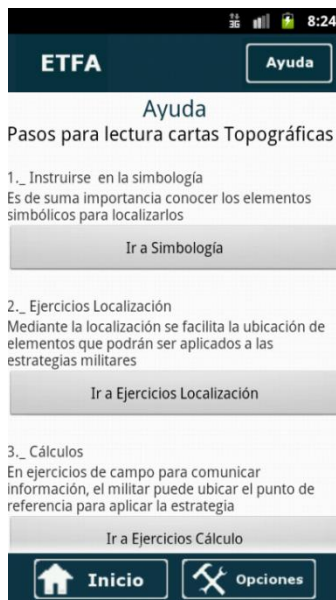 3G 8:24
ETFA
Ayuda
Ayuda
Pasos para lectura cartas Topográficas
1._ Instruirse en la simbología
Es de suma importancia conocer los elementos
simbólicos para localizarlos
Ir a Simbología
2._ Ejercicios Localización
Mediante la localización se facilita la ubicación de
elementos que podrán ser aplicados a las
estrategias militares
Ir a Ejercicios Localización
3._ Cálculos
En ejercicios de campo para comunicar
información, el militar puede ubicar el punto de
referencia para aplicar la estrategia
Ir a Ejercicios Cálculo
Inicio
Opciones